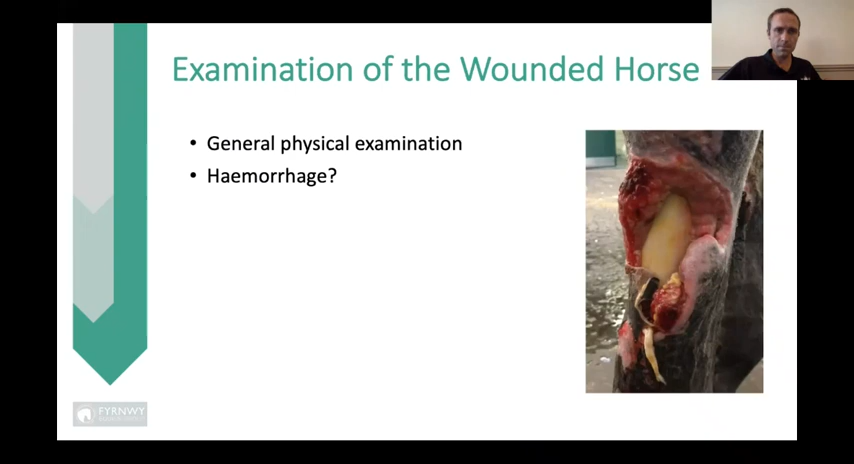 Examination of the Wounded Horse
• General physical examination
• Haemorrhage?
FYRNWY